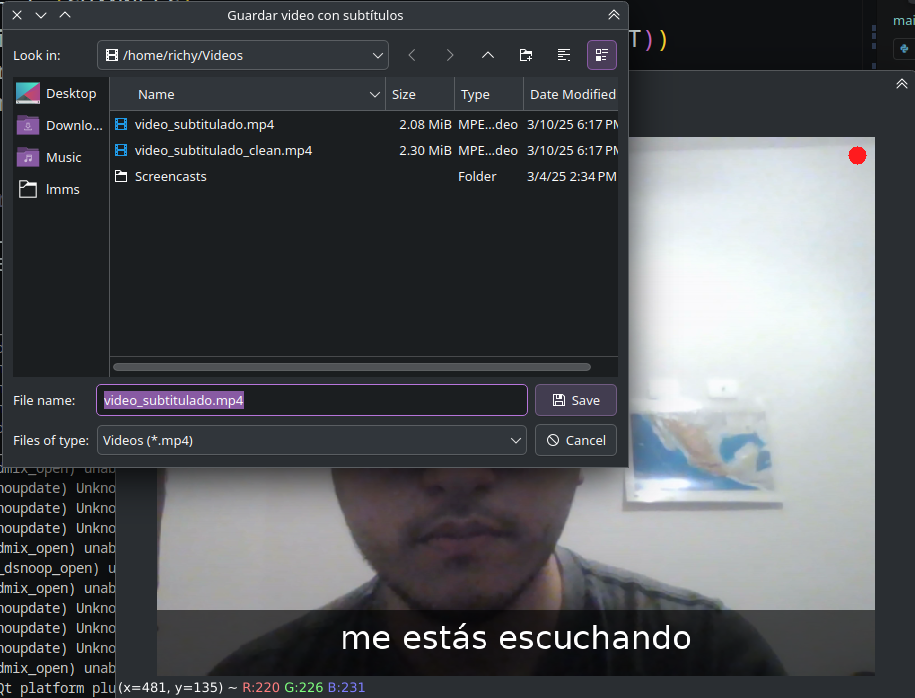 Guardar video con subtítulos
T))
mai
Look in: /home/richy/Videos
Desktop
Downlo...
Music
lmms
Name Size Type Date Modified
video_subtitulado.mp4 2.08 MiB MPE...deo 3/10/25 6:17 PM
video_subtitulado_clean.mp4 2.30 MiB MPE...deo 3/10/25 6:17 PM
Screencasts Folder 3/4/25 2:34 PM
File name: video_subtitulado.mp4 Save
Files of type: Videos (*.mp4) Cancel
dmix_open) unab
noupdate) Unkno
noupdate) Unkno
noupdate) Unkno
dmix_open) unab
_dsnoop_open) u
dmix_open) unab
noupdate) Unkno
noupdate) Unkno
noupdate) Unkno
dmix_open) unab
Qt platform plu
me estás escuchando
(x=481, y=135) ~ R:220 G:226 B:231